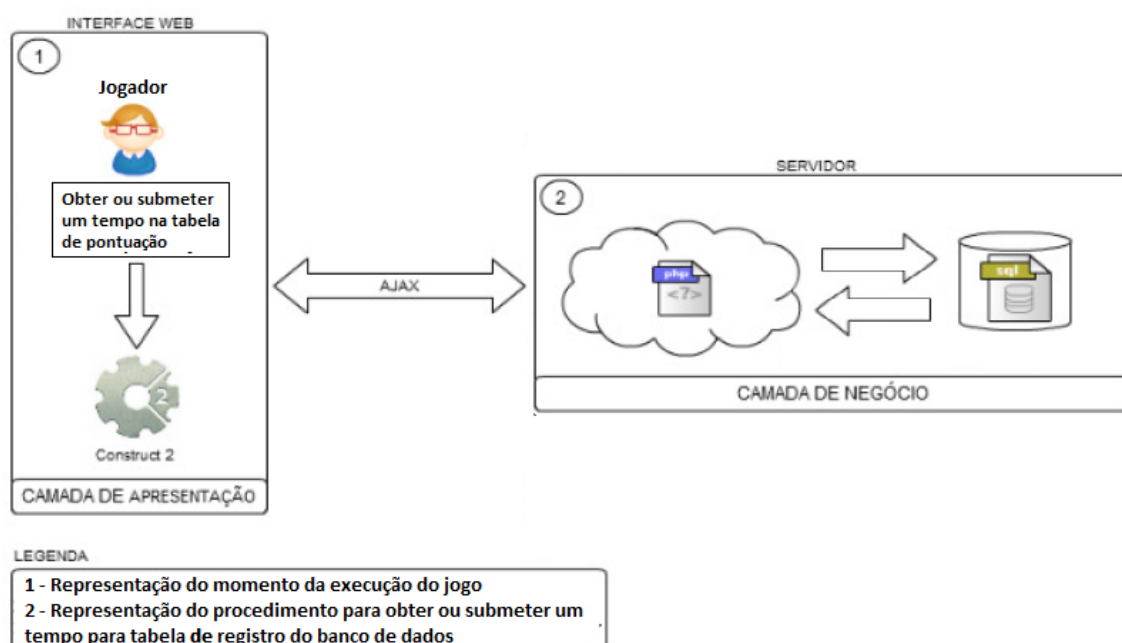 INTERFACE WEB
1
Jogador
Obter ou submeter
um tempo na tabela
de pontuação
2
Construct 2
CAMADA DE APRESENTAÇÃO
AJAX
SERVIDOR
2
php
<?>
sql
CAMADA DE NEGÓCIO
LEGENDA
1 - Representação do momento da execução do jogo
2 - Representação do procedimento para obter ou submeter um
tempo para tabela de registro do banco de dados